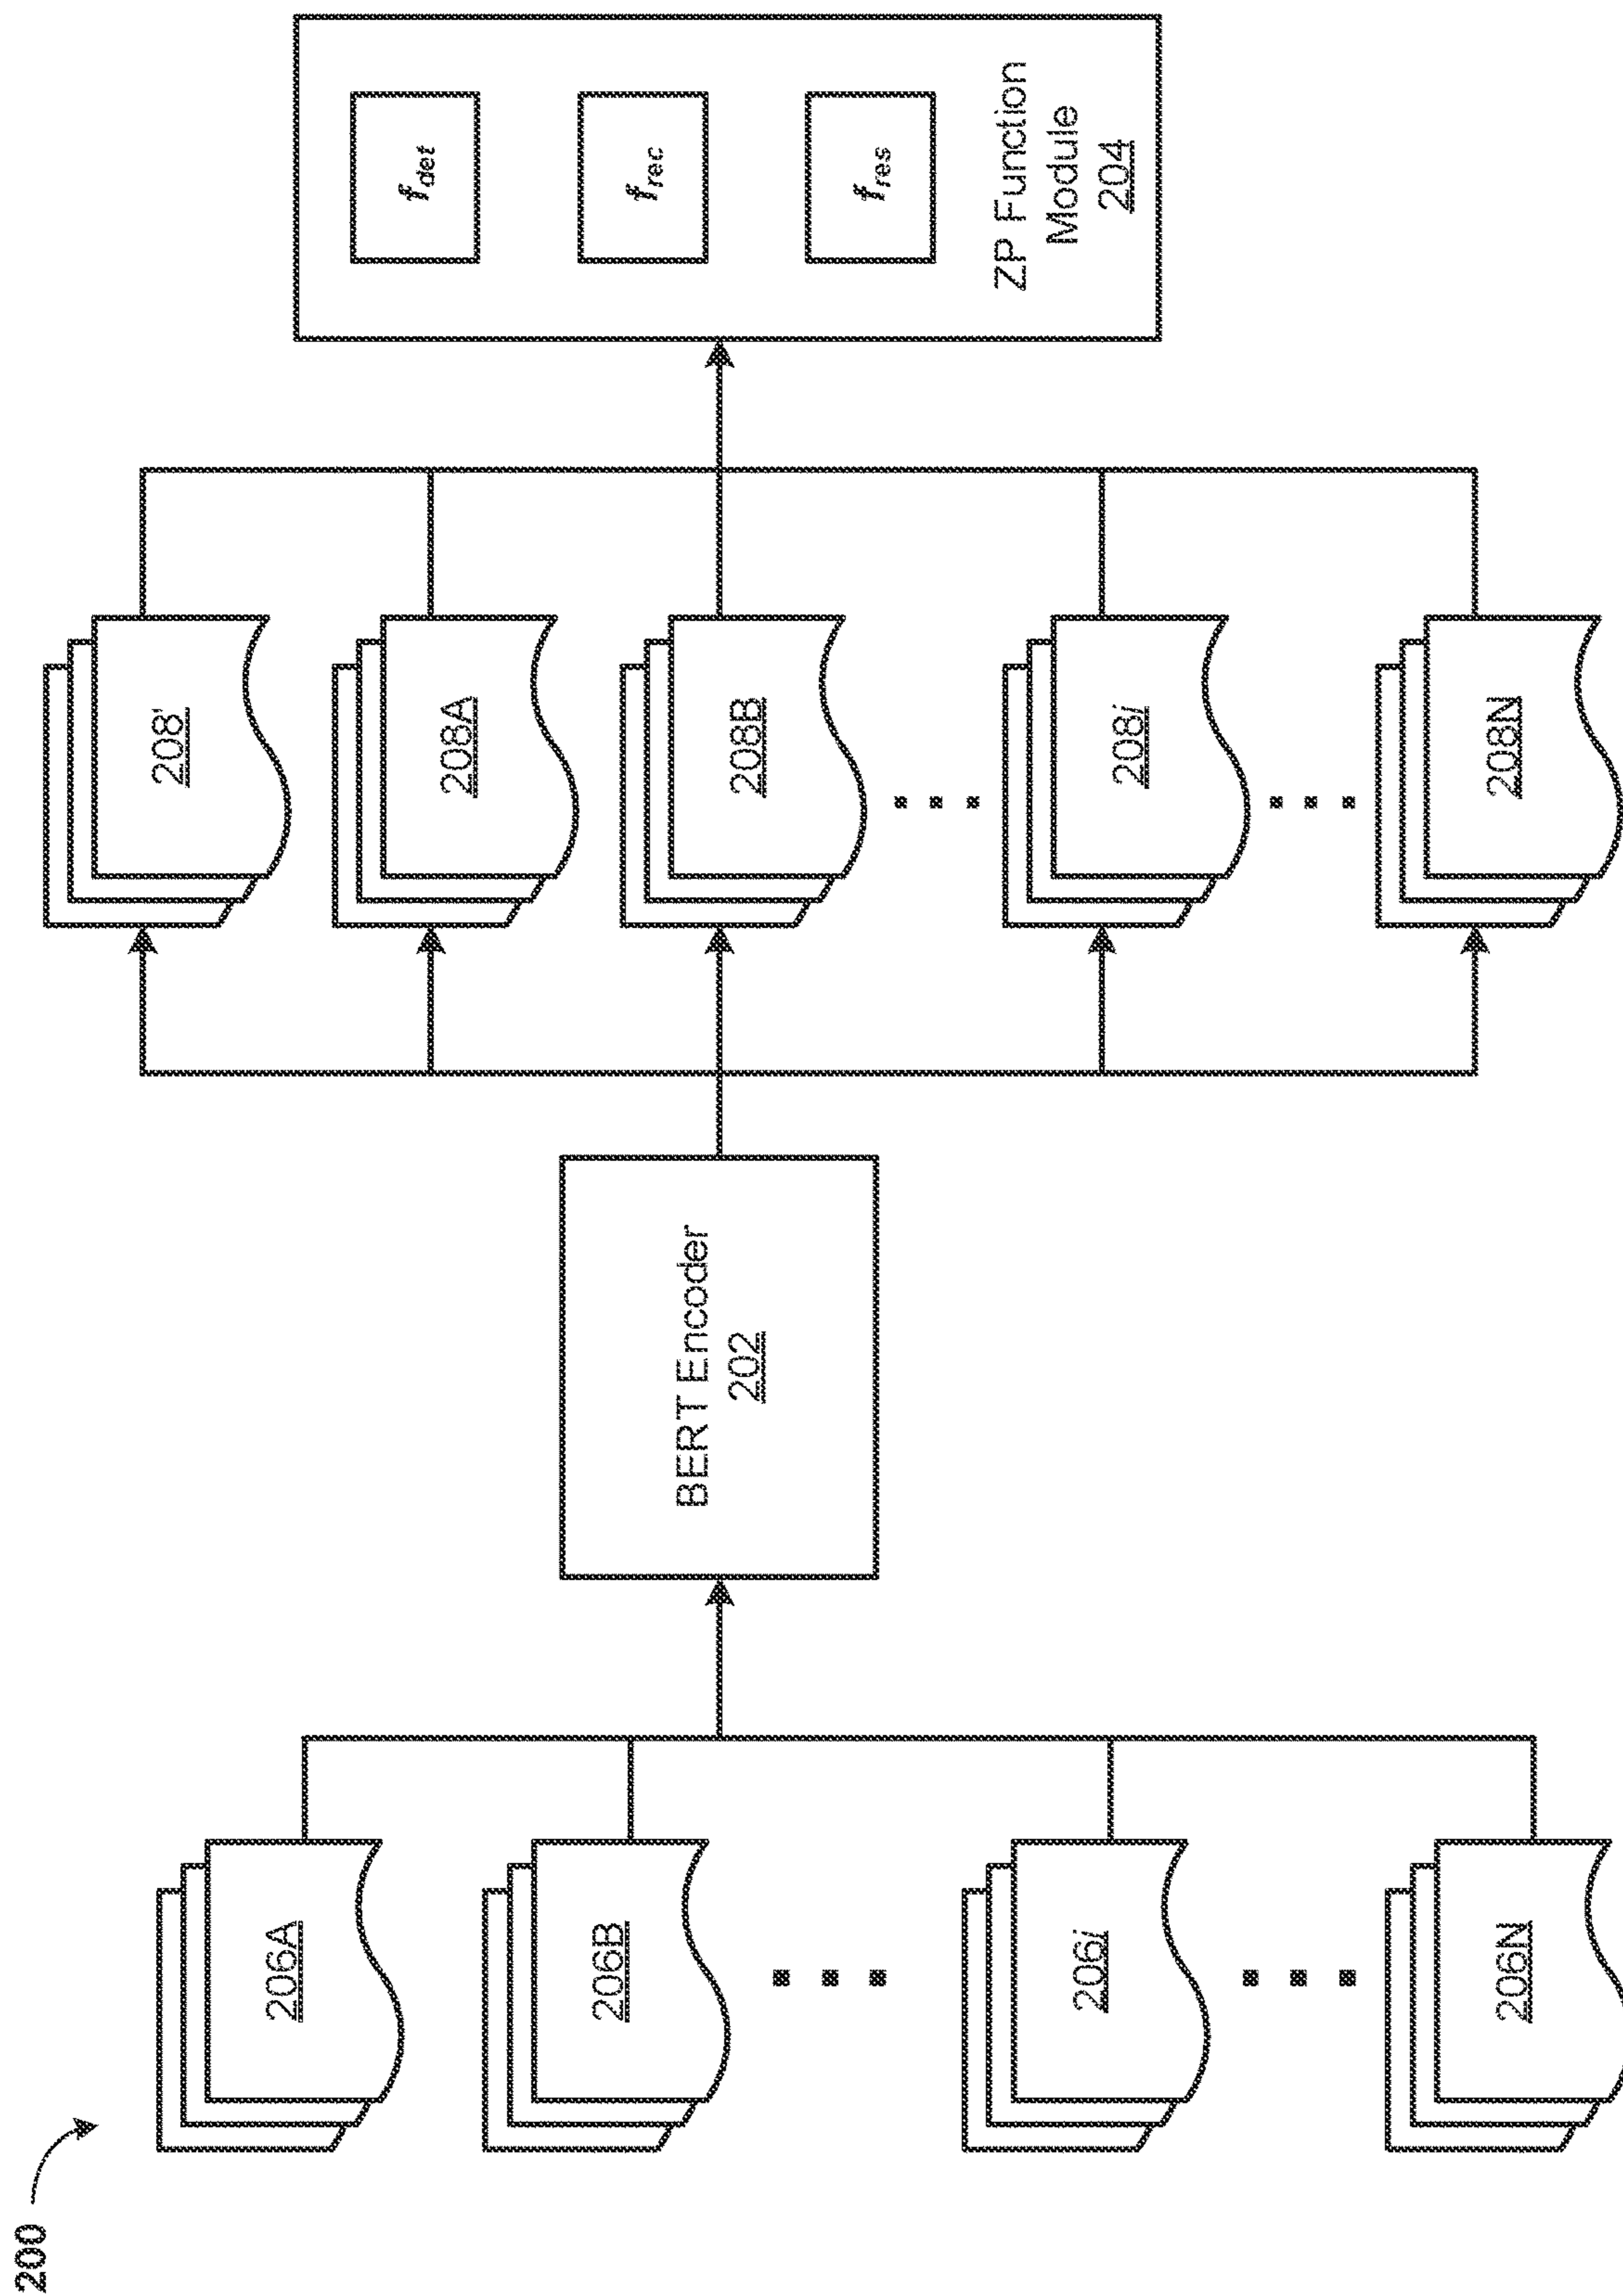 200
206A
206B
206i
206N
BERT Encoder
202
208'
208A
208B
208i
208N
f_det
f_rec
f_res
ZP Function
Module
204